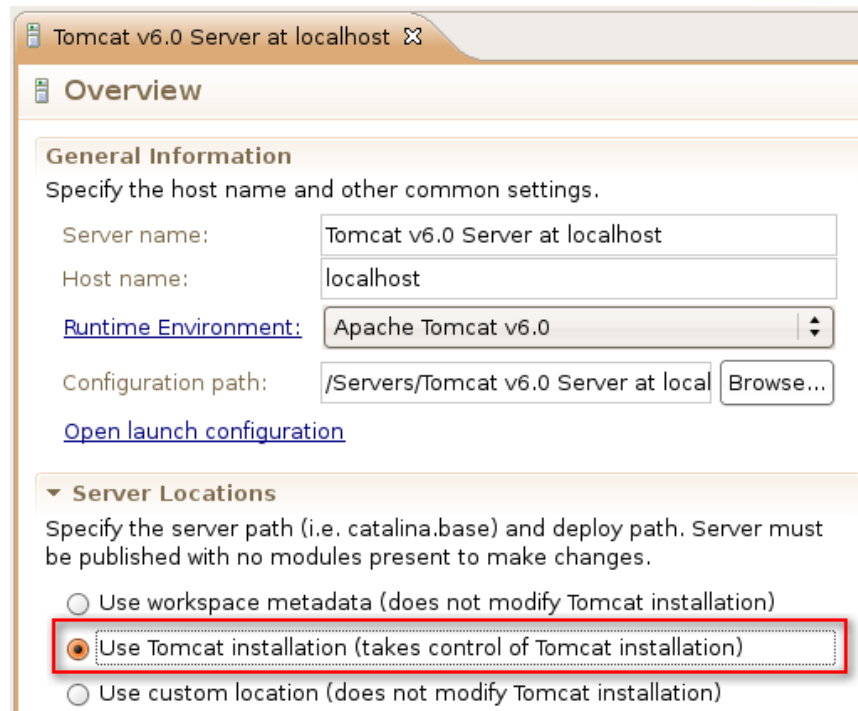 Tomcat v6.0 Server at localhost
Overview
General Information
Specify the host name and other common settings.
Server name: Tomcat v6.0 Server at localhost
Host name: localhost
Runtime Environment: Apache Tomcat v6.0
Configuration path: /Servers/Tomcat v6.0 Server at local Browse...
Open launch configuration
Server Locations
Specify the server path (i.e. catalina.base) and deploy path. Server must
be published with no modules present to make changes.
Use workspace metadata (does not modify Tomcat installation)
Use Tomcat installation (takes control of Tomcat installation)
Use custom location (does not modify Tomcat installation)